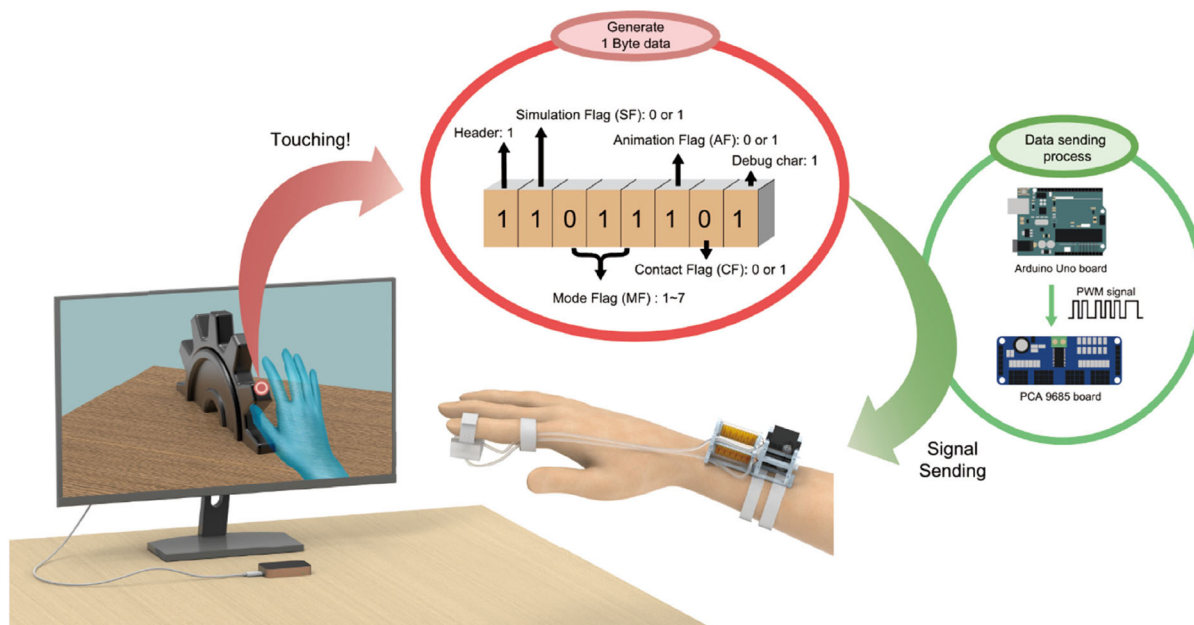 Generate
1 Byte data
Touching!
Simulation Flag (SF): 0 or 1
Header: 1
Animation Flag (AF): 0 or 1
Debug char: 1
1 1 0 1 1 1 0 1
Contact Flag (CF): 0 or 1
Mode Flag (MF) : 1~7
Data sending
process
Arduino Uno board
PWM signal
PCA 9685 board
Signal
Sending